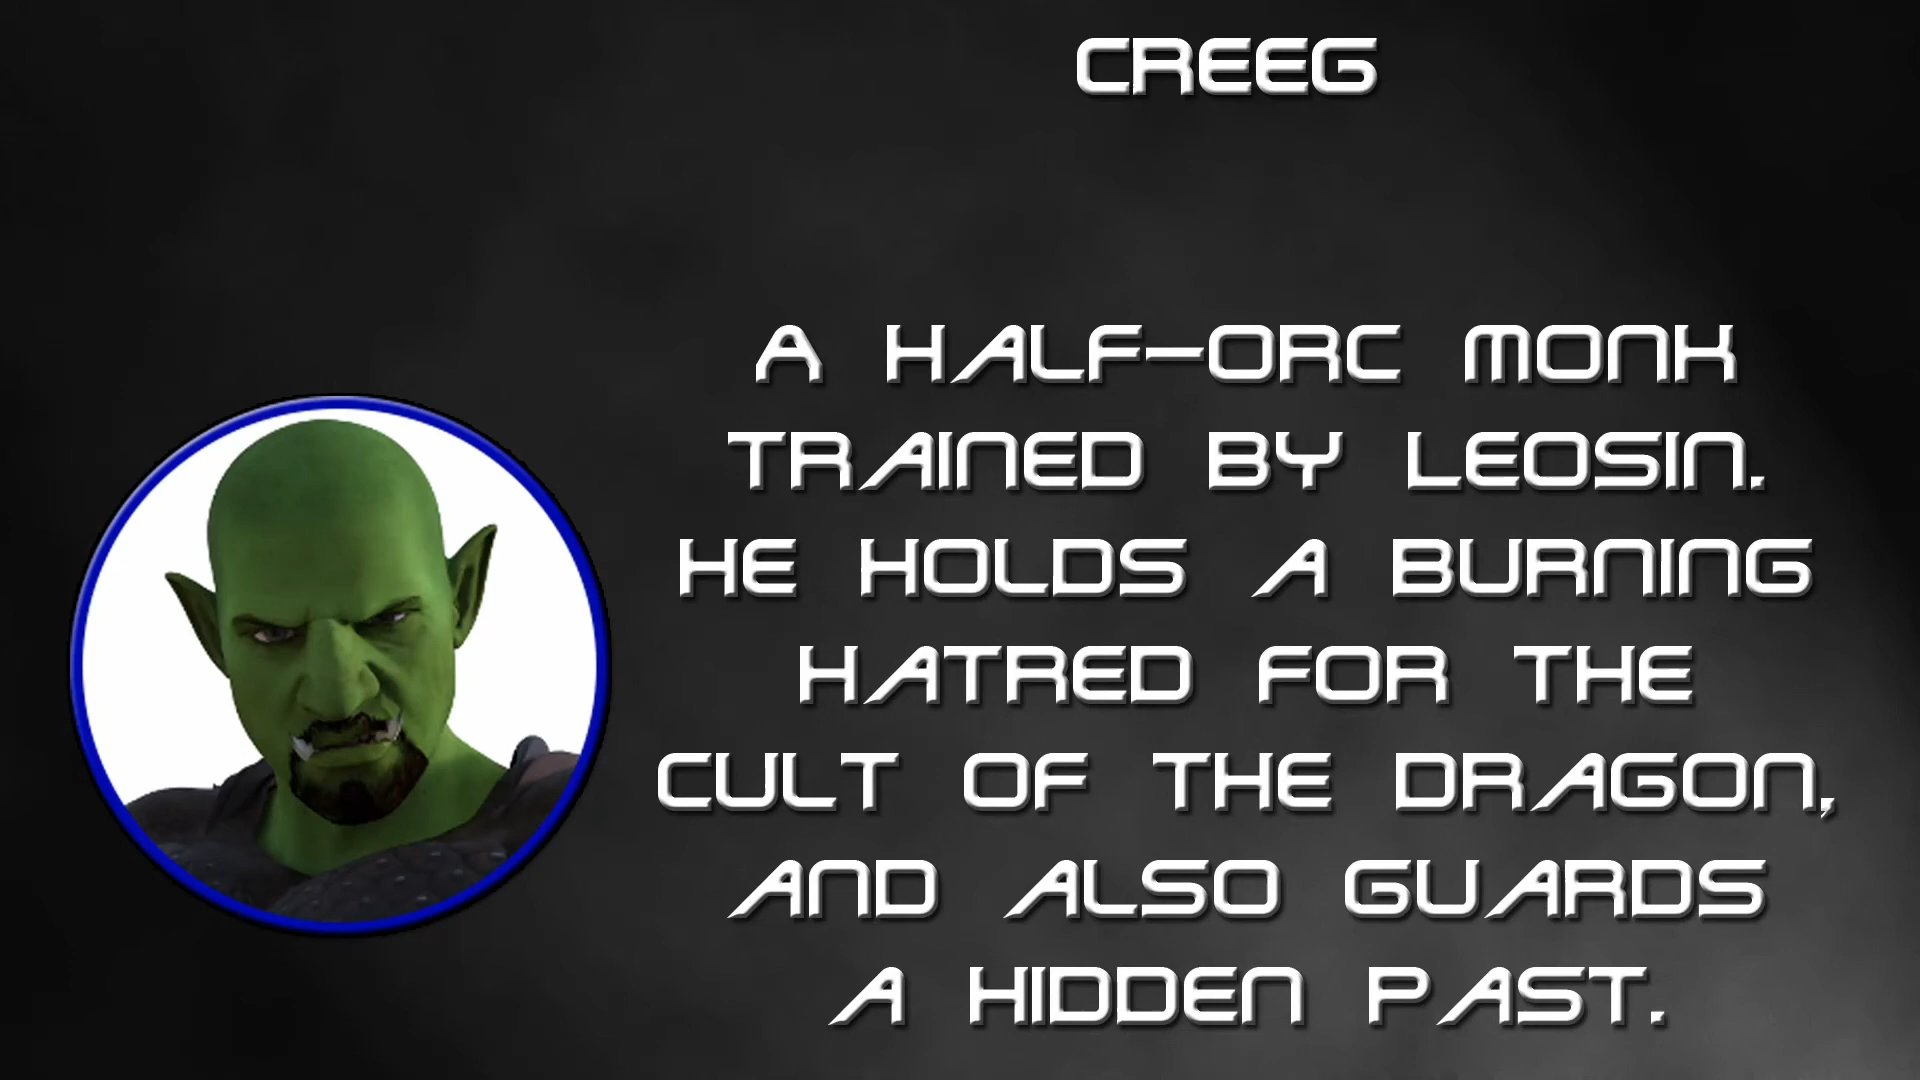 CREEG
A HALF-ORC MONK
TRAINED BY LEOSIN.
HE HOLDS A BURNING
HATRED FOR THE
CULT OF THE DRAGON,
AND ALSO GUARDS
A HIDDEN PAST.